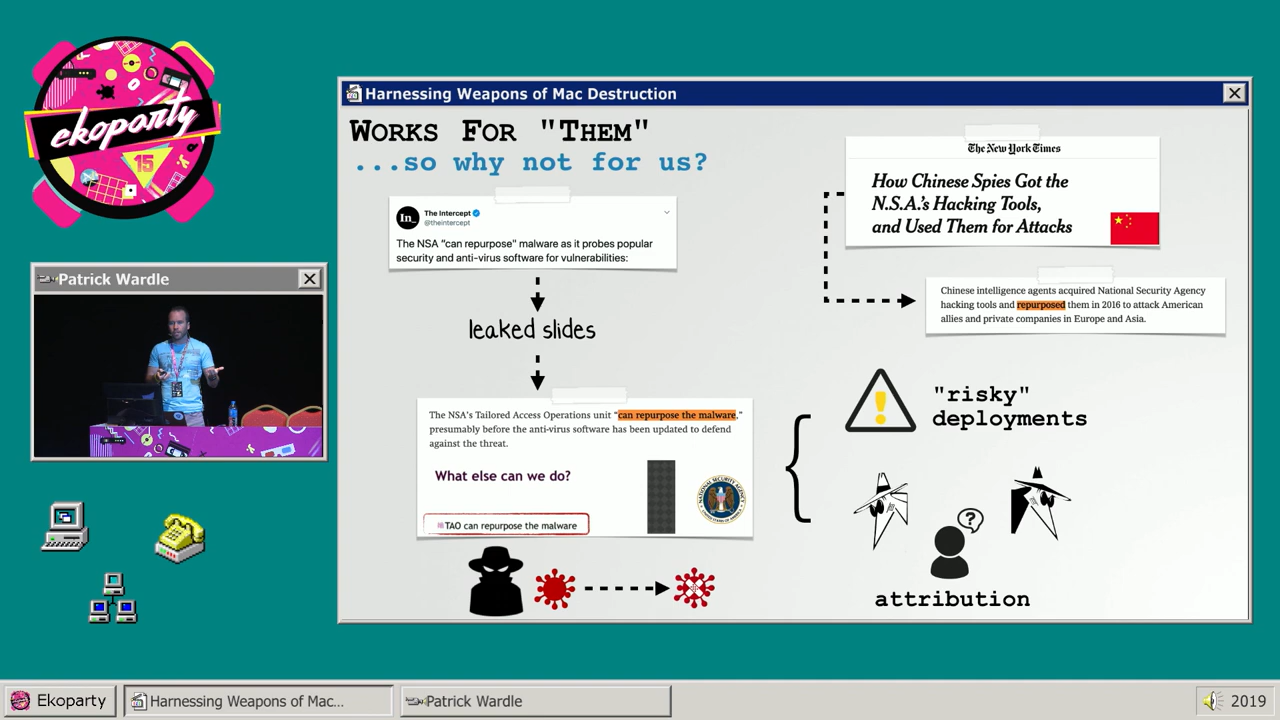 ekoparty
15
Patrick Wardle
Harnessing Weapons of Mac Destruction
WORKS FOR "THEM"
...so why not for us?
In_
The Intercept
@theintercept
The NSA "can repurpose" malware as it probes popular
security and anti-virus software for vulnerabilities:
leaked slides
The NSA's Tailored Access Operations unit "can repurpose the malware,"
presumably before the anti-virus software has been updated to defend
against the threat.
What else can we do?
TAO can repurpose the malware
The New York Times
How Chinese Spies Got the
N.S.A.'s Hacking Tools,
and Used Them for Attacks
Chinese intelligence agents acquired National Security Agency
hacking tools and repurposed them in 2016 to attack American
allies and private companies in Europe and Asia.
"risky"
deployments
?
attribution
Ekoparty
Harnessing Weapons of Mac...
Patrick Wardle
2019